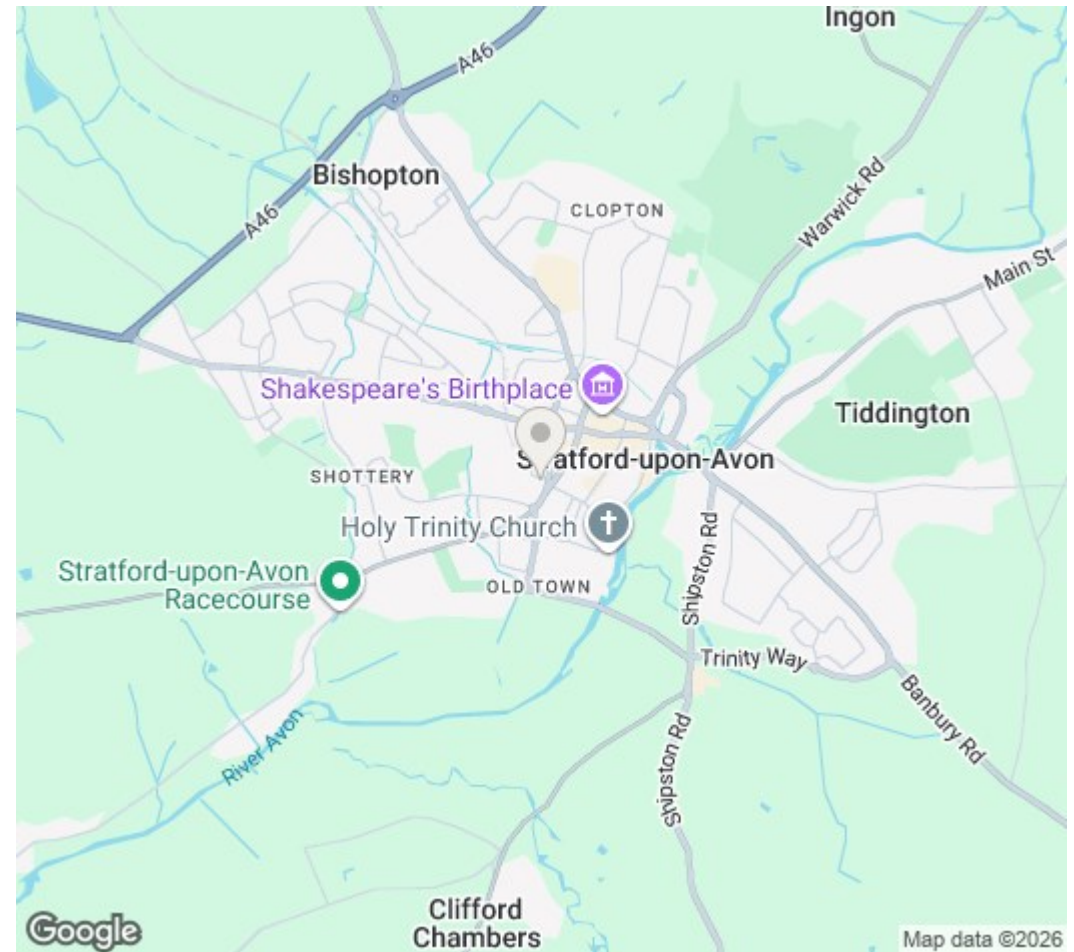 Ingon
A46
Bishopton
CLOPTON
Warwick Rd
A46
Main St
Shakespeare's Birthplace
Tiddington
Stratford-upon-Avon
SHOTTERY
Holy Trinity Church
Stratford-upon-Avon
Racecourse
OLD TOWN
Shipston Rd
Trinity Way
Banbury Rd
River Avon
Shipston Rd
Clifford
Chambers
Google
Map data ©2026